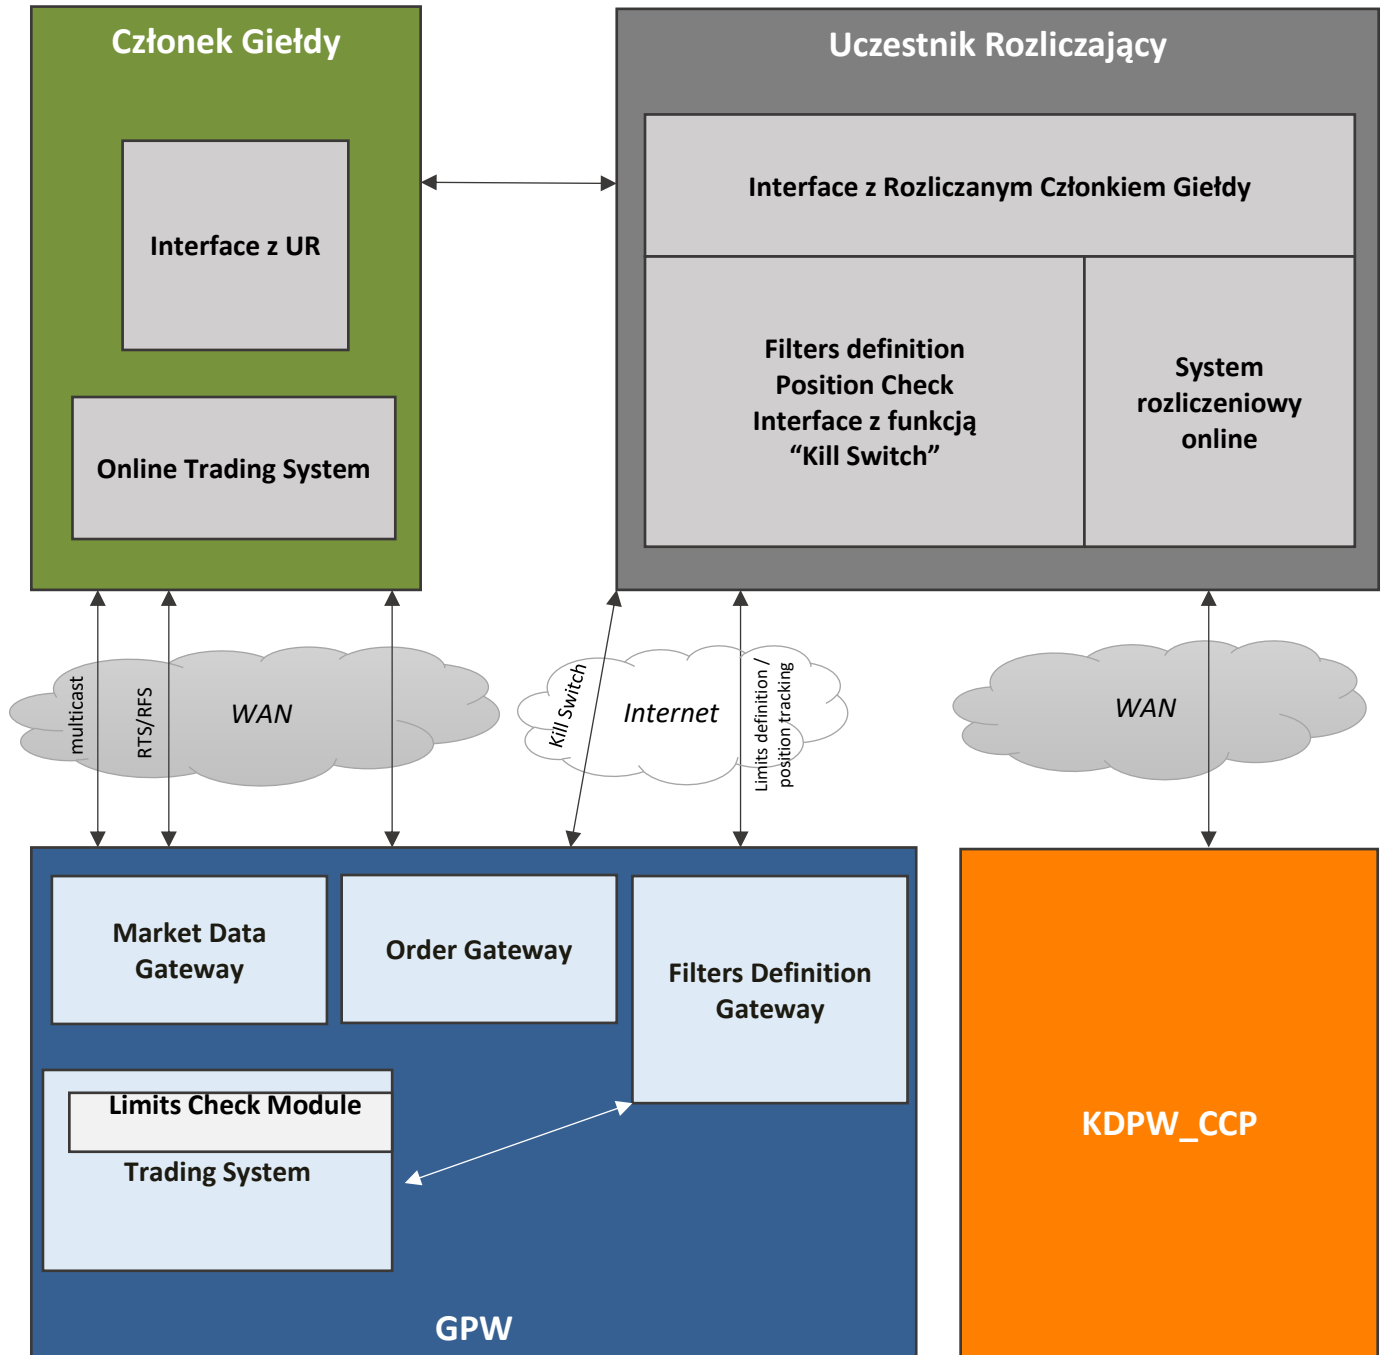 Członek Giełdy
Uczestnik Rozliczający
Interface z UR
Interface z Rozliczanym Członkiem Giełdy
Online Trading System
Filters definition
Position Check
Interface z funkcją
“Kill Switch”
System
rozliczeniowy
online
multicast
RTS/RFS
WAN
Kill Switch
Internet
Limits definition /
position tracking
WAN
Market Data
Gateway
Order Gateway
Filters Definition
Gateway
Limits Check Module
Trading System
GPW
KDPW_CCP